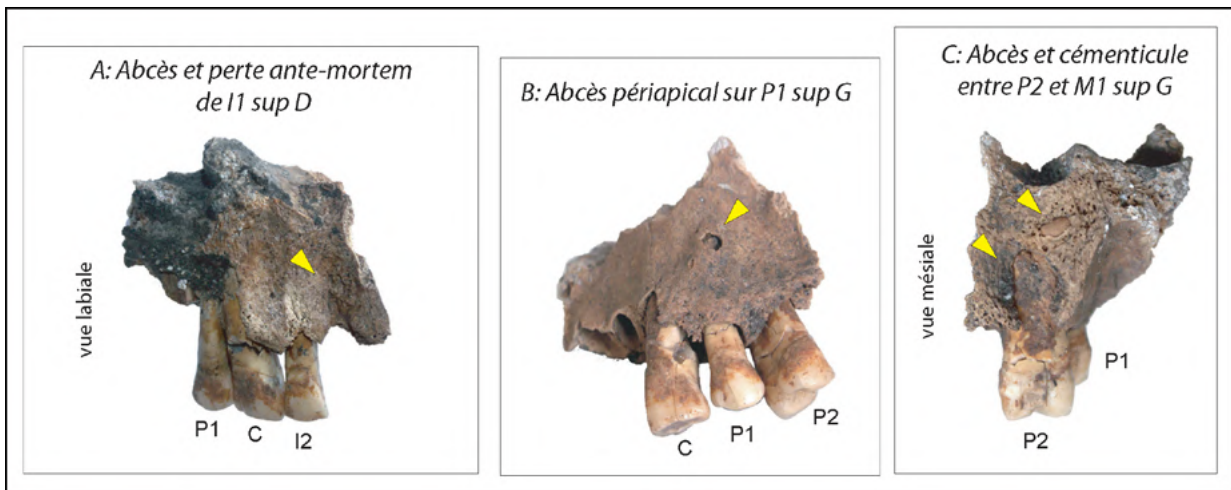 A: Abcès et perte ante-mortem
de I1 sup D
vue labiale
P1
C
I2
B: Abcès périapical sur P1 sup G
C
P1
P2
C: Abcès et cémenticule
entre P2 et M1 sup G
vue mésiale
P1
P2